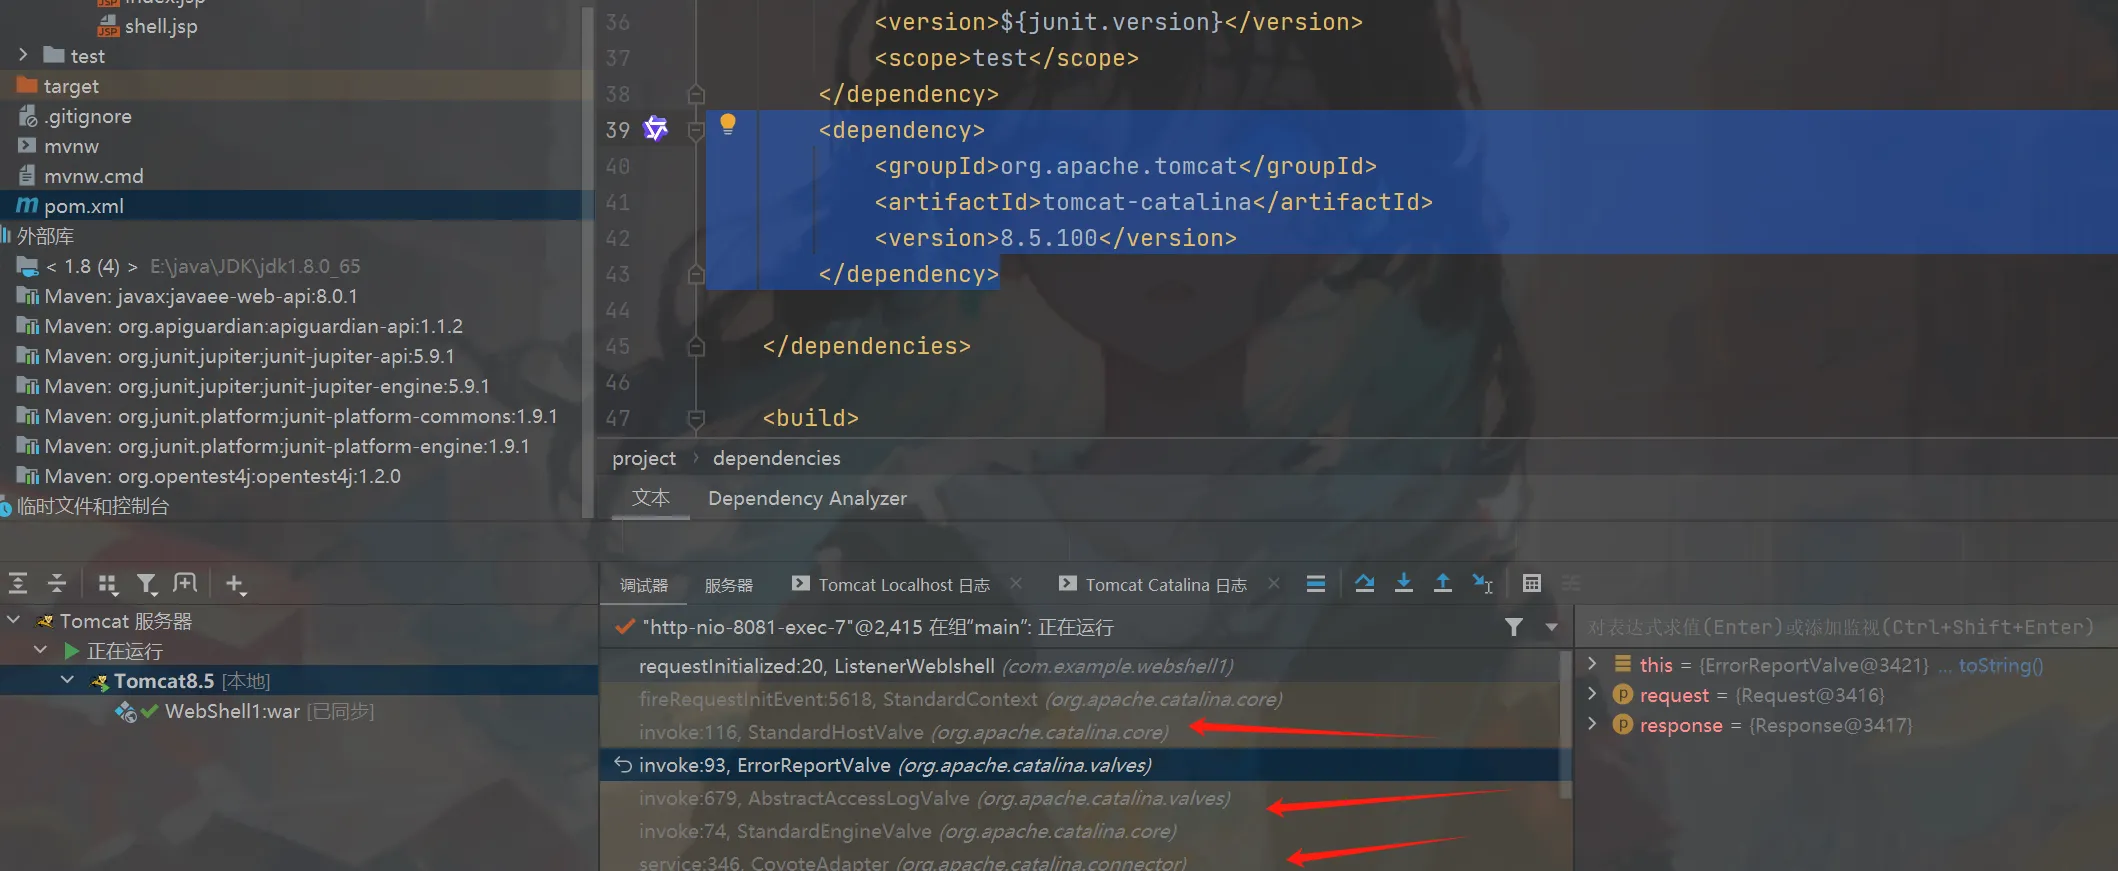 index.jsp
shell.jsp
test
target
.gitignore
mvnw
mvnw.cmd
pom.xml
外部库
< 1.8 (4) > E:\java\JDK\jdk1.8.0_65
Maven: javax:javaee-web-api:8.0.1
Maven: org.apiguardian:apiguardian-api:1.1.2
Maven: org.junit.jupiter:junit-jupiter-api:5.9.1
Maven: org.junit.jupiter:junit-jupiter-engine:5.9.1
Maven: org.junit.platform:junit-platform-commons:1.9.1
Maven: org.junit.platform:junit-platform-engine:1.9.1
Maven: org.opentest4j:opentest4j:1.2.0
临时文件和控制台
36 <version>${junit.version}</version>
37 <scope>test</scope>
38 </dependency>
39 <dependency>
40 <groupId>org.apache.tomcat</groupId>
41 <artifactId>tomcat-catalina</artifactId>
42 <version>8.5.100</version>
43 </dependency>
44
45 </dependencies>
46
47 <build>
project > dependencies
文本 Dependency Analyzer
Tomcat 服务器
正在运行
Tomcat8.5 [本地]
WebShell1:war [已同步]
调试器 服务器 Tomcat Localhost 日志 × Tomcat Catalina 日志 ×
"http-nio-8081-exec-7"@2,415 在组“main”: 正在运行
requestInitialized:20, ListenerWeblshell (com.example.webshell1)
fireRequestInitEvent:5618, StandardContext (org.apache.catalina.core)
invoke:116, StandardHostValve (org.apache.catalina.core)
invoke:93, ErrorReportValve (org.apache.catalina.valves)
invoke:679, AbstractAccessLogValve (org.apache.catalina.valves)
invoke:74, StandardEngineValve (org.apache.catalina.core)
service:346, CoyoteAdapter (org.apache.catalina.connector)
对表达式求值(Enter)或添加监视(Ctrl+Shift+Enter)
this = {ErrorReportValve@3421} ... toString()
request = {Request@3416}
response = {Response@3417}